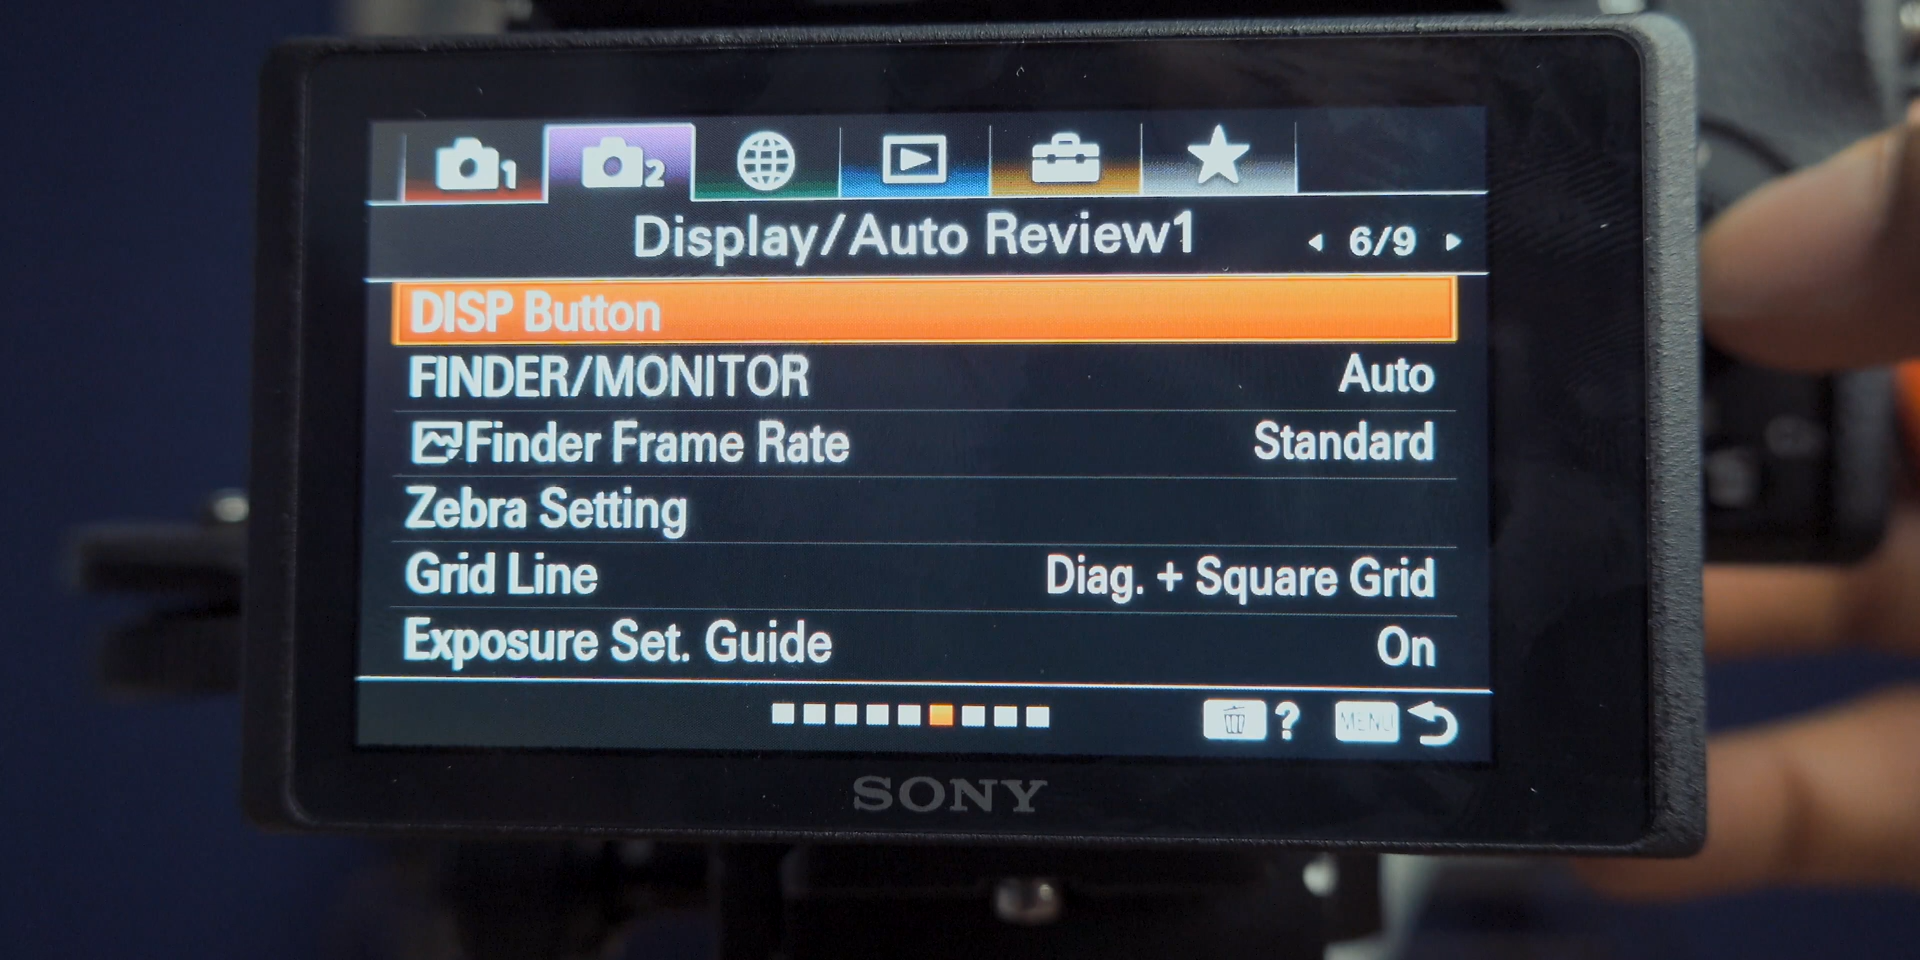 1
2
Display/Auto Review1
6/9
DISP Button
FINDER/MONITOR Auto
Finder Frame Rate Standard
Zebra Setting
Grid Line Diag. + Square Grid
Exposure Set. Guide On
? MENU
SONY